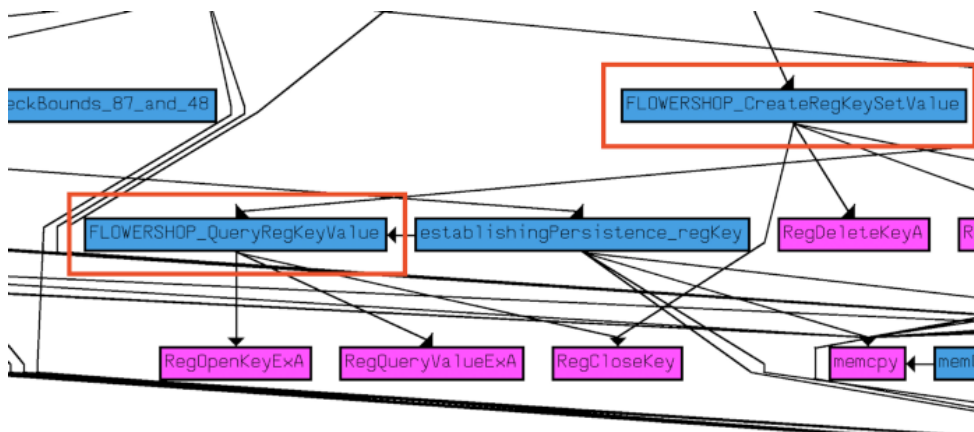 eckBounds_87_and_48
FLOWERSHOP_CreateRegKeySetValue
FLOWERSHOP_QueryRegKeyValue
establishingPersistence_regKey
RegDeleteKeyA
RegOpenKeyExA
RegQueryValueExA
RegCloseKey
memcpy